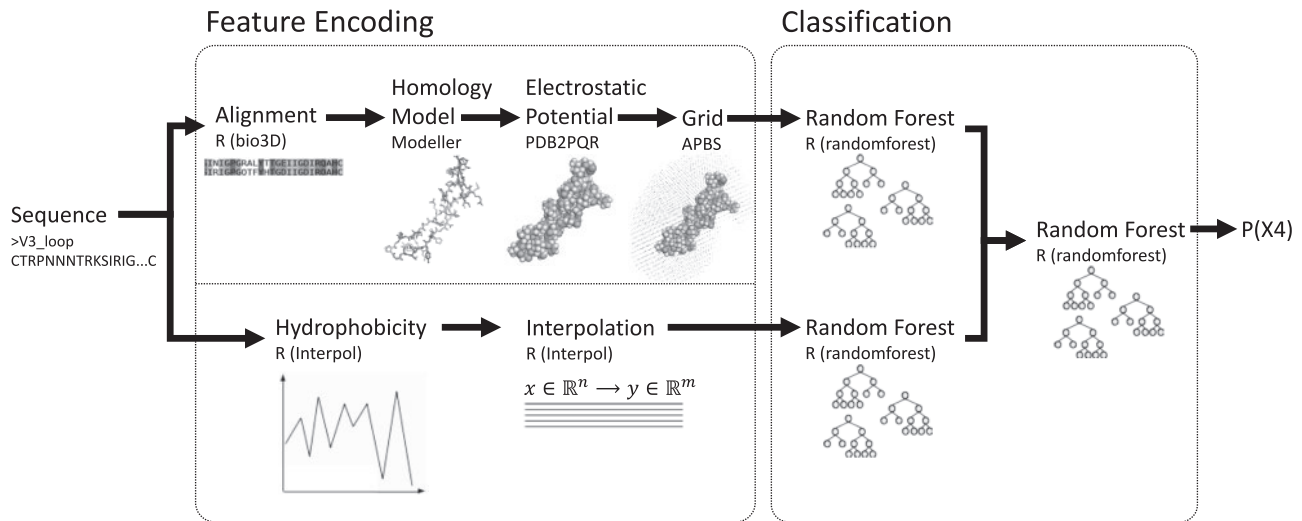 Feature Encoding
Classification
Sequence
>V3_loop
CTRPNNNTRKSIRIG...C
Alignment
R (bio3D)
GIRIGPGQTFYHTGDIIGDIRQAHC
Homology
Model
Modeller
Electrostatic
Potential
PDB2PQR
Grid
APBS
Random Forest
R (randomforest)
Hydrophobicity
R (Interpol)
Interpolation
R (Interpol)
x ∈ ℝⁿ → y ∈ ℝᵐ
Random Forest
R (randomforest)
Random Forest
R (randomforest)
P(X4)